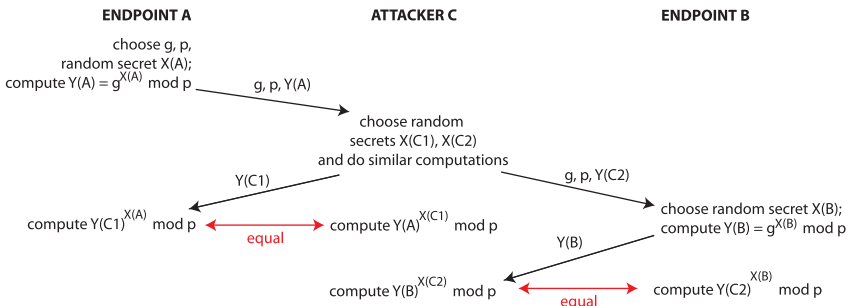 ENDPOINT A
ATTACKER C
ENDPOINT B
choose g, p,
random secret X(A);
compute Y(A) = g^X(A) mod p
g, p, Y(A)
choose random
secrets X(C1), X(C2)
and do similar computations
Y(C1)
g, p, Y(C2)
compute Y(C1)^X(A) mod p
equal
compute Y(A)^X(C1) mod p
choose random secret X(B);
compute Y(B) = g^X(B) mod p
Y(B)
compute Y(B)^X(C2) mod p
equal
compute Y(C2)^X(B) mod p